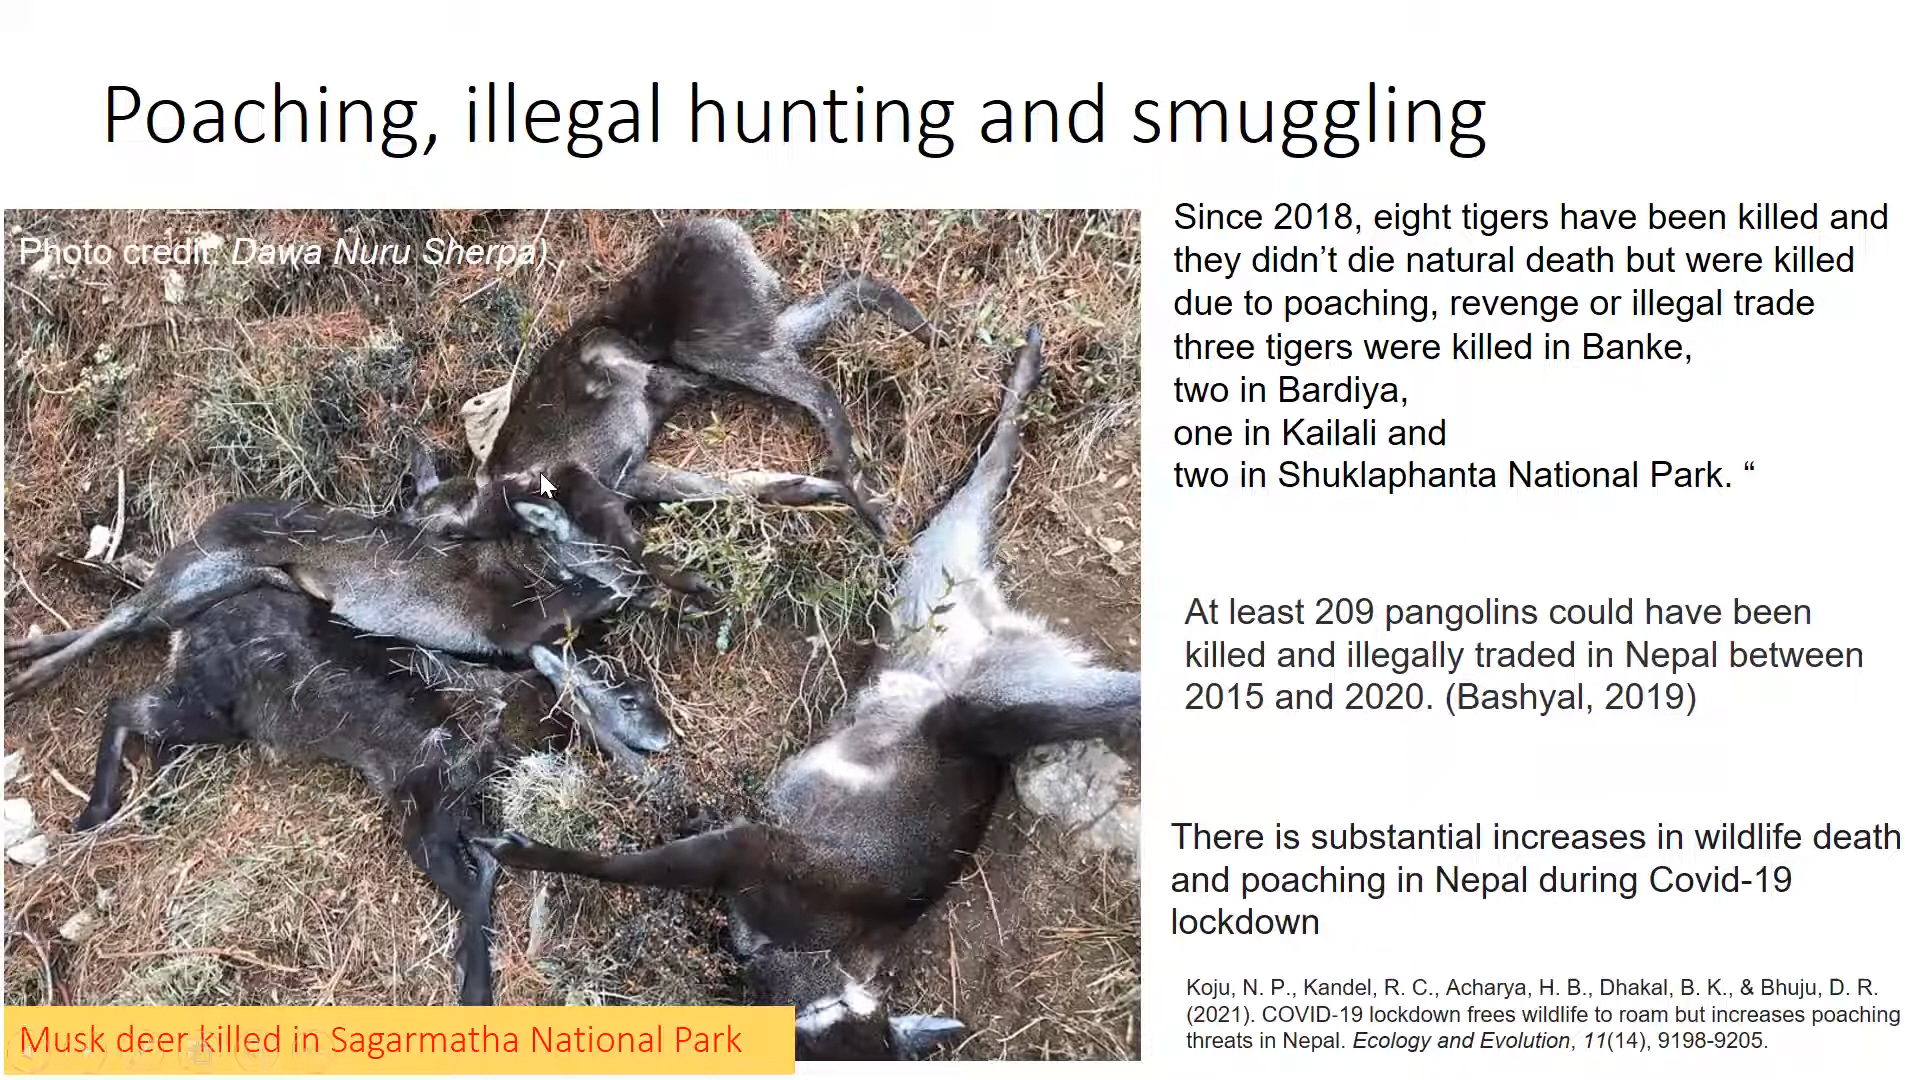 Poaching, illegal hunting and smuggling
Photo credit: Dawa Nuru Sherpa)
Since 2018, eight tigers have been killed and
they didn’t die natural death but were killed
due to poaching, revenge or illegal trade
three tigers were killed in Banke,
two in Bardiya,
one in Kailali and
two in Shuklaphanta National Park. “
At least 209 pangolins could have been
killed and illegally traded in Nepal between
2015 and 2020. (Bashyal, 2019)
There is substantial increases in wildlife death
and poaching in Nepal during Covid-19
lockdown
Koju, N. P., Kandel, R. C., Acharya, H. B., Dhakal, B. K., & Bhuju, D. R.
(2021). COVID-19 lockdown frees wildlife to roam but increases poaching
threats in Nepal. Ecology and Evolution, 11(14), 9198-9205.
Musk deer killed in Sagarmatha National Park